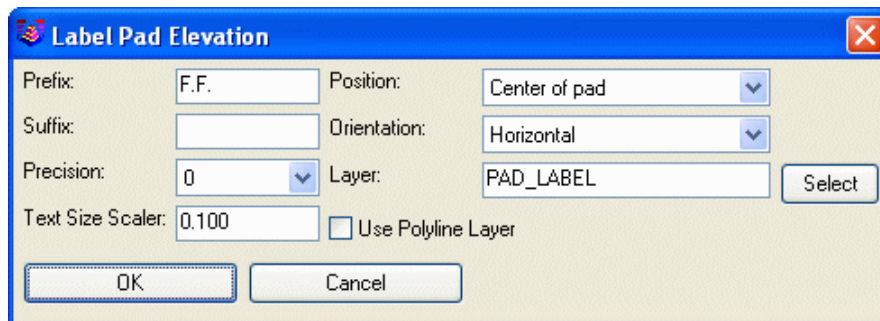 Label Pad Elevation
Prefix: F.F. Position: Center of pad
Suffix: Orientation: Horizontal
Precision: 0 Layer: PAD_LABEL Select
Text Size Scaler: 0.100 Use Polyline Layer
OK Cancel